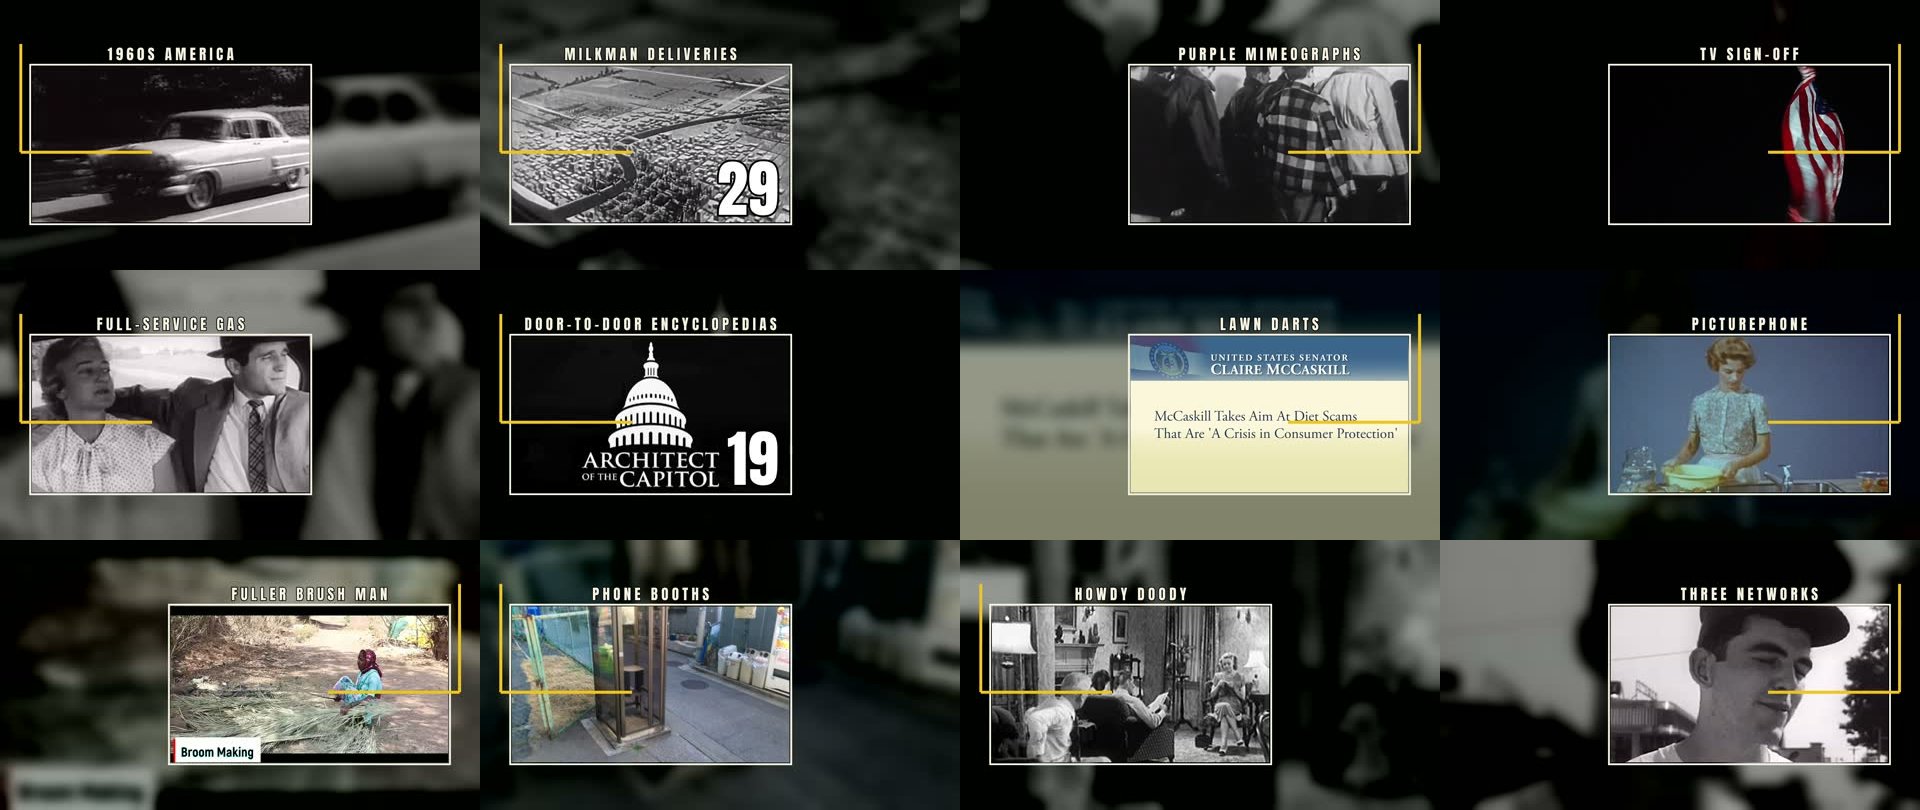 1960S AMERICA
MILKMAN DELIVERIES
29
PURPLE MIMEOGRAPHS
TV SIGN-OFF
FULL-SERVICE GAS
DOOR-TO-DOOR ENCYCLOPEDIAS
ARCHITECT
OF THE CAPITOL
19
LAWN DARTS
UNITED STATES SENATOR
CLAIRE McCASKILL
McCaskill Takes Aim At Diet Scams
That Are 'A Crisis in Consumer Protection'
PICTUREPHONE
FULLER BRUSH MAN
Broom Making
PHONE BOOTHS
HOWDY DOODY
THREE NETWORKS